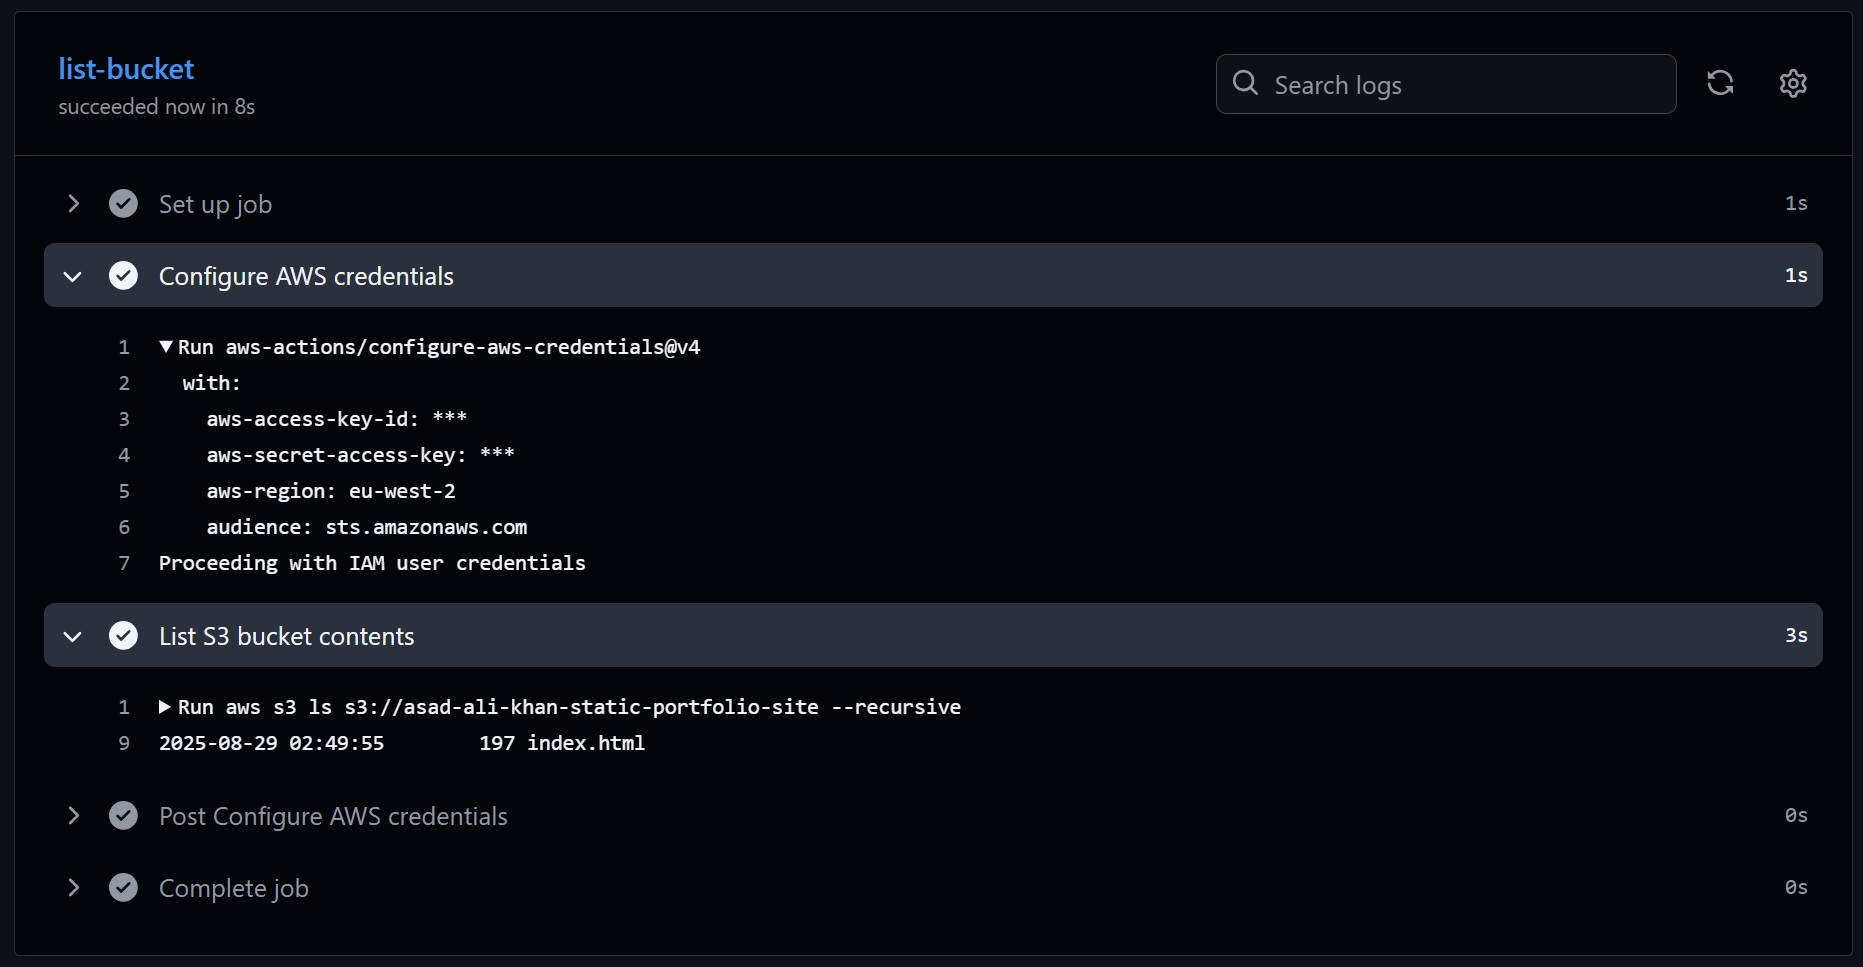 list-bucket
succeeded now in 8s
Search logs
Set up job 1s
Configure AWS credentials 1s
1 Run aws-actions/configure-aws-credentials@v4
2 with:
3 aws-access-key-id: ***
4 aws-secret-access-key: ***
5 aws-region: eu-west-2
6 audience: sts.amazonaws.com
7 Proceeding with IAM user credentials
List S3 bucket contents 3s
1 Run aws s3 ls s3://asad-ali-khan-static-portfolio-site --recursive
9 2025-08-29 02:49:55 197 index.html
Post Configure AWS credentials 0s
Complete job 0s